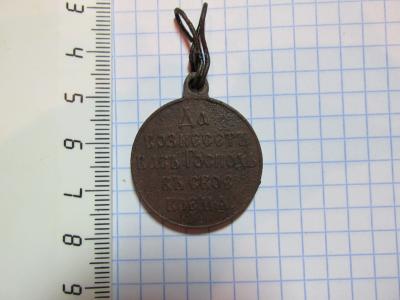 Да
вознесетъ
васъ Господь
въ свое
время
3
4
5
6
7
8
9